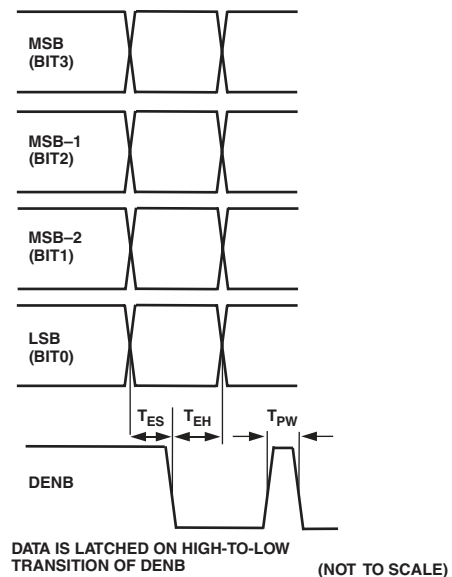 MSB
(BIT3)
MSB–1
(BIT2)
MSB–2
(BIT1)
LSB
(BIT0)
TES TEH TPW
DENB
DATA IS LATCHED ON HIGH-TO-LOW
TRANSITION OF DENB
(NOT TO SCALE)